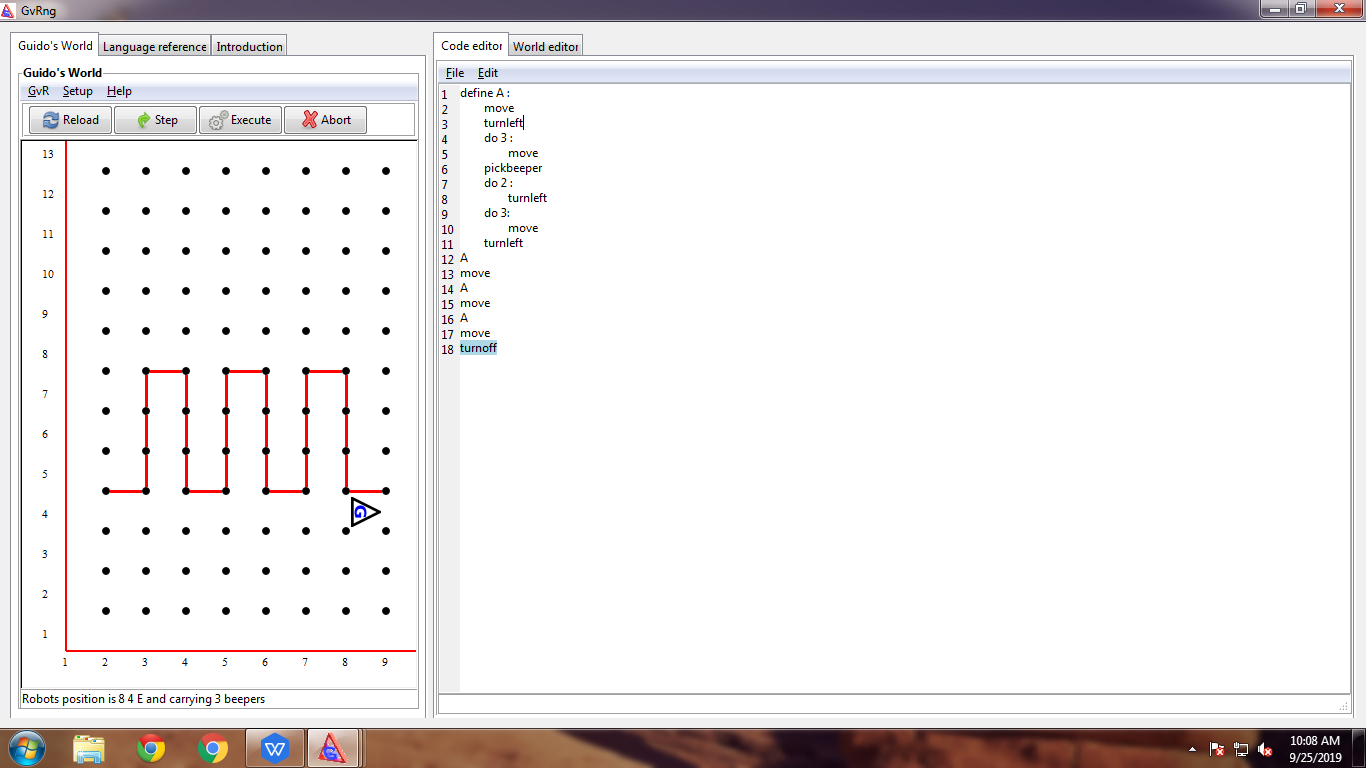 GvRng
Guido's World Language reference Introduction
Guido's World
GvR Setup Help
Reload Step Execute Abort
13
12
11
10
9
8
7
6
5
4
3
2
1
1 2 3 4 5 6 7 8 9
G
Robots position is 8 4 E and carrying 3 beepers
Code editor World editor
File Edit
1 define A :
2 move
3 turnleft
4 do 3 :
5 move
6 pickbeeper
7 do 2 :
8 turnleft
9 do 3:
10 move
11 turnleft
12 A
13 move
14 A
15 move
16 A
17 move
18 turnoff
W
10:08 AM
9/25/2019